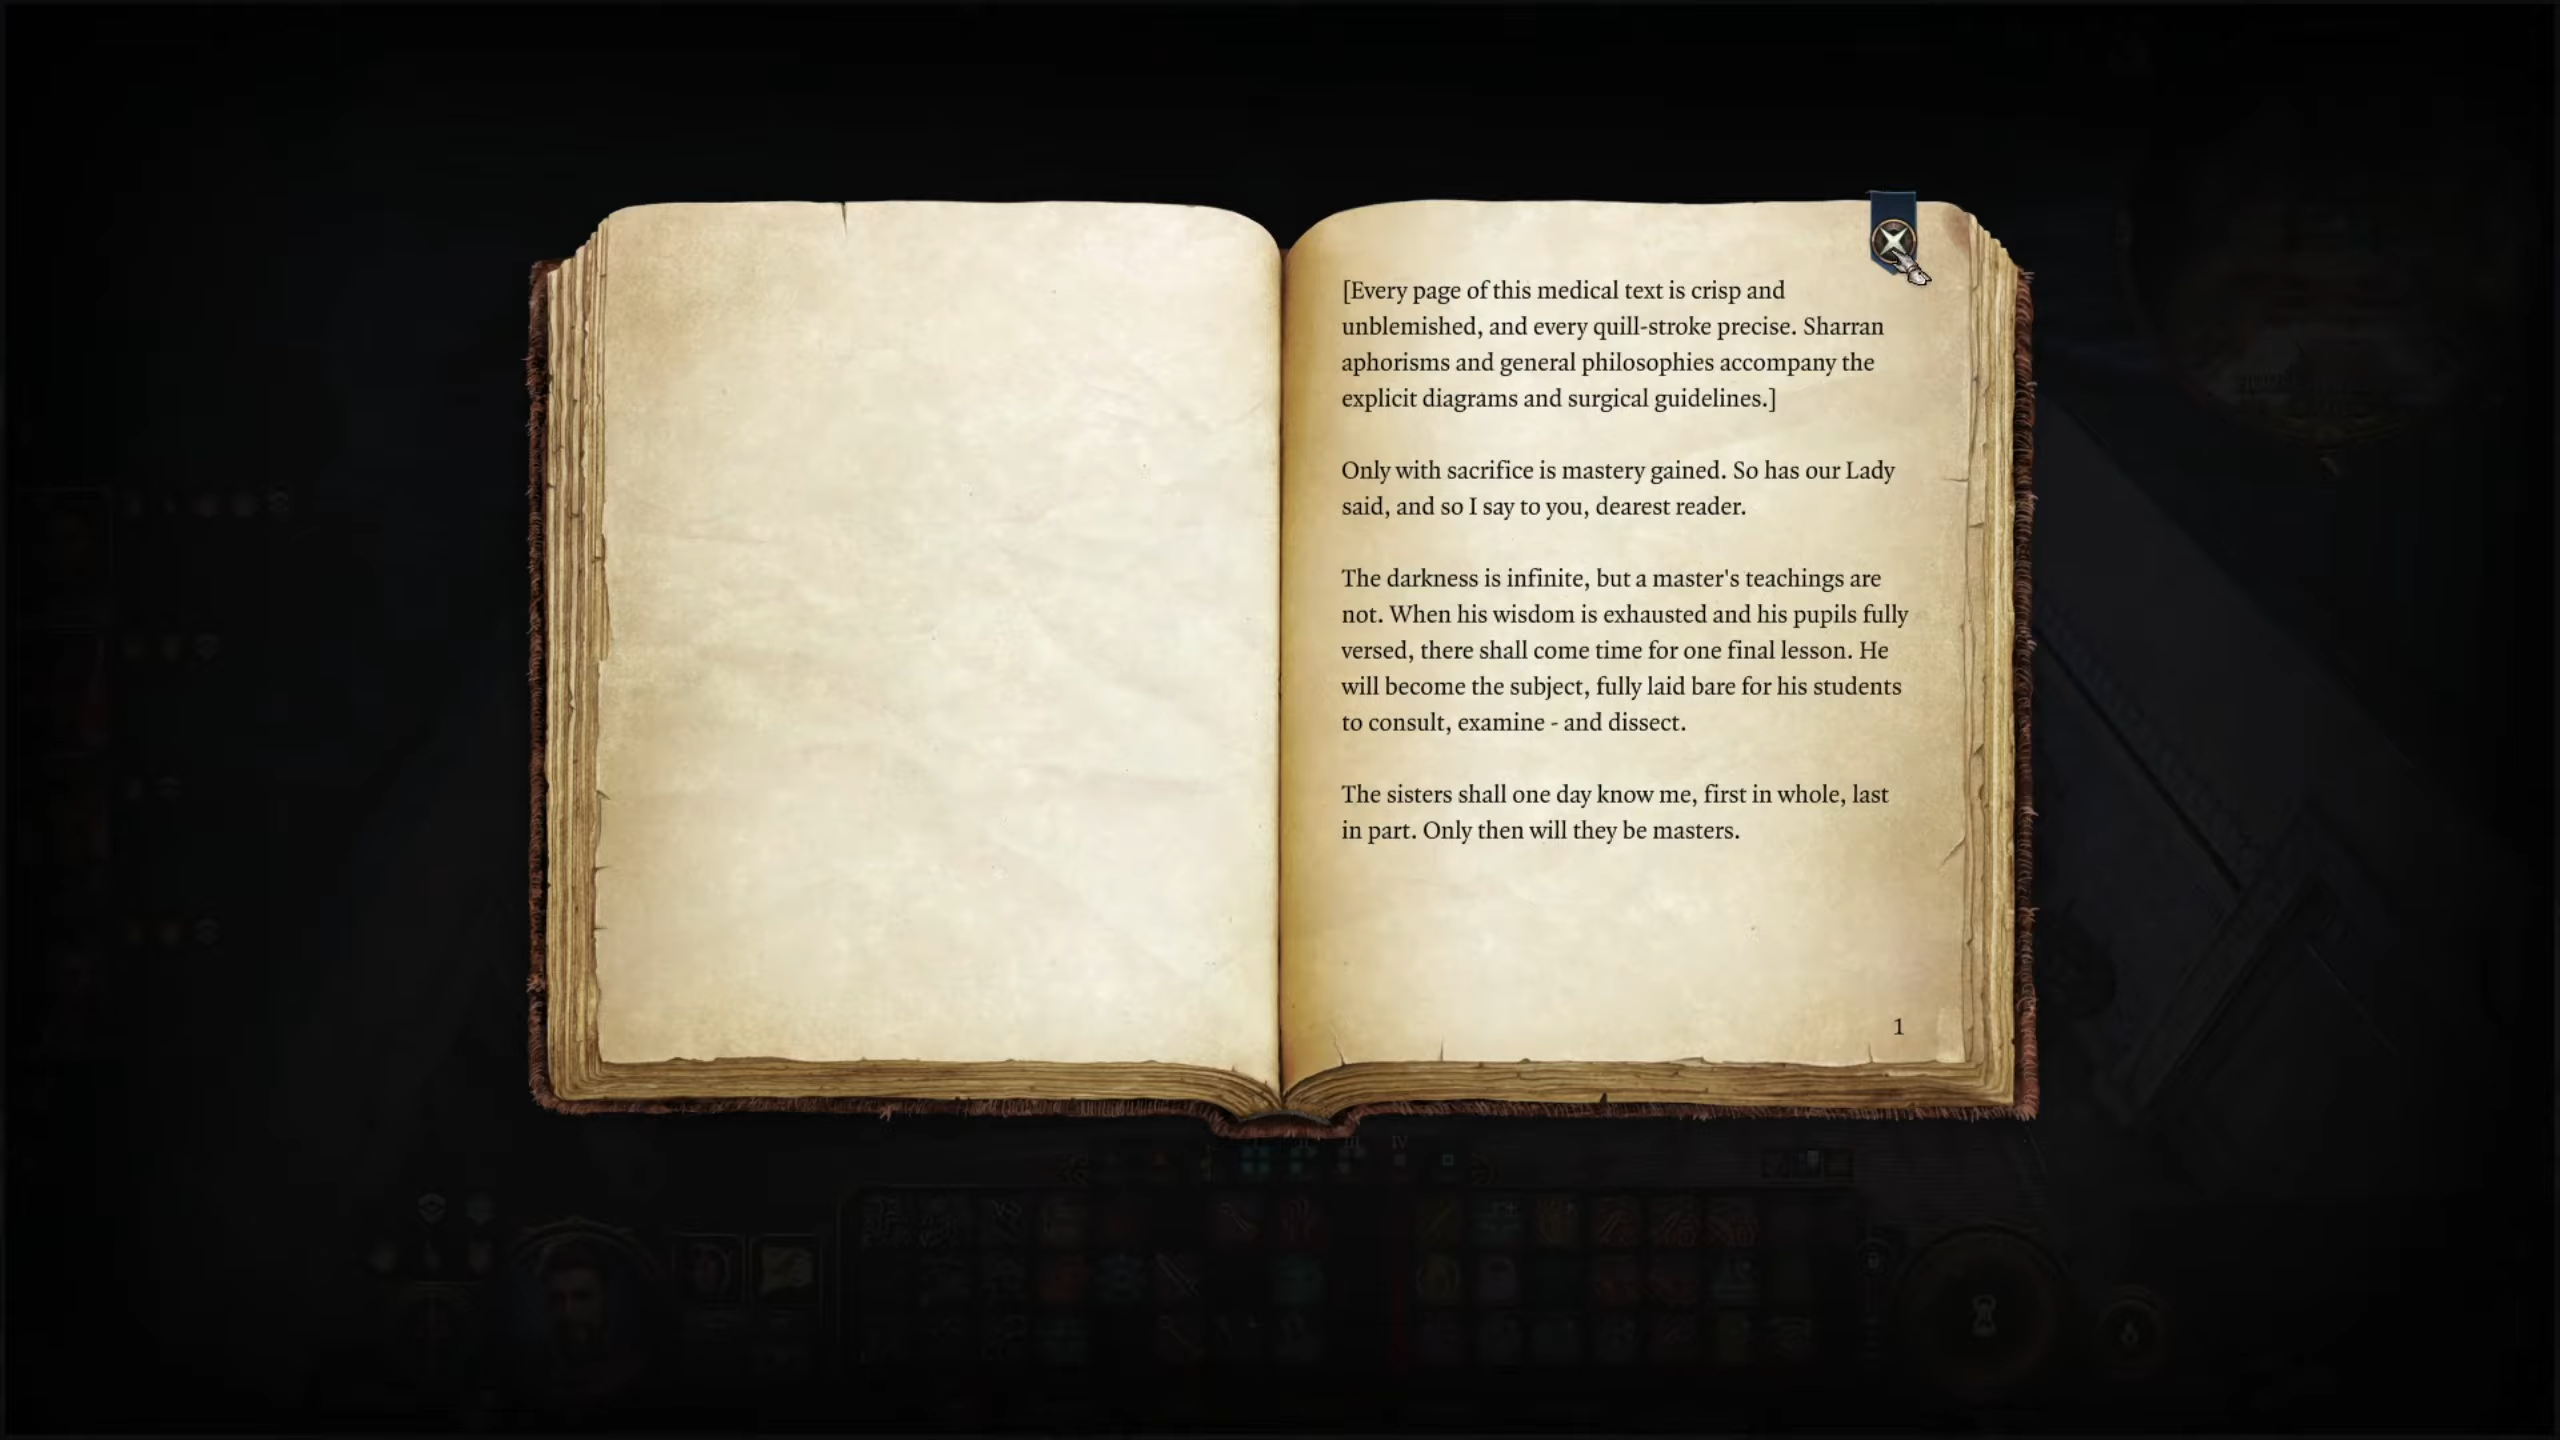 [Every page of this medical text is crisp and
unblemished, and every quill-stroke precise. Sharran
aphorisms and general philosophies accompany the
explicit diagrams and surgical guidelines.]
Only with sacrifice is mastery gained. So has our Lady
said, and so I say to you, dearest reader.
The darkness is infinite, but a master's teachings are
not. When his wisdom is exhausted and his pupils fully
versed, there shall come time for one final lesson. He
will become the subject, fully laid bare for his students
to consult, examine - and dissect.
The sisters shall one day know me, first in whole, last
in part. Only then will they be masters.
1